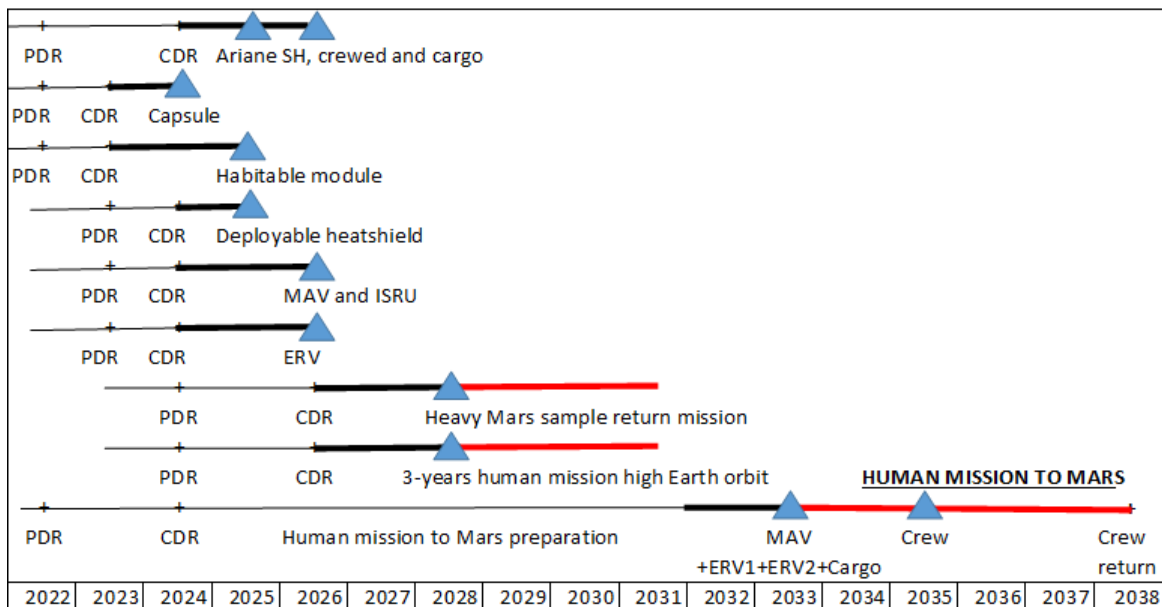 PDR CDR Ariane SH, crewed and cargo
PDR CDR Capsule
PDR CDR Habitable module
PDR CDR Deployable heatshield
PDR CDR MAV and ISRU
PDR CDR ERV
PDR CDR Heavy Mars sample return mission
PDR CDR 3-years human mission high Earth orbit
HUMAN MISSION TO MARS
PDR CDR Human mission to Mars preparation MAV Crew Crew
+ERV1+ERV2+Cargo return
2022 2023 2024 2025 2026 2027 2028 2029 2030 2031 2032 2033 2034 2035 2036 2037 2038